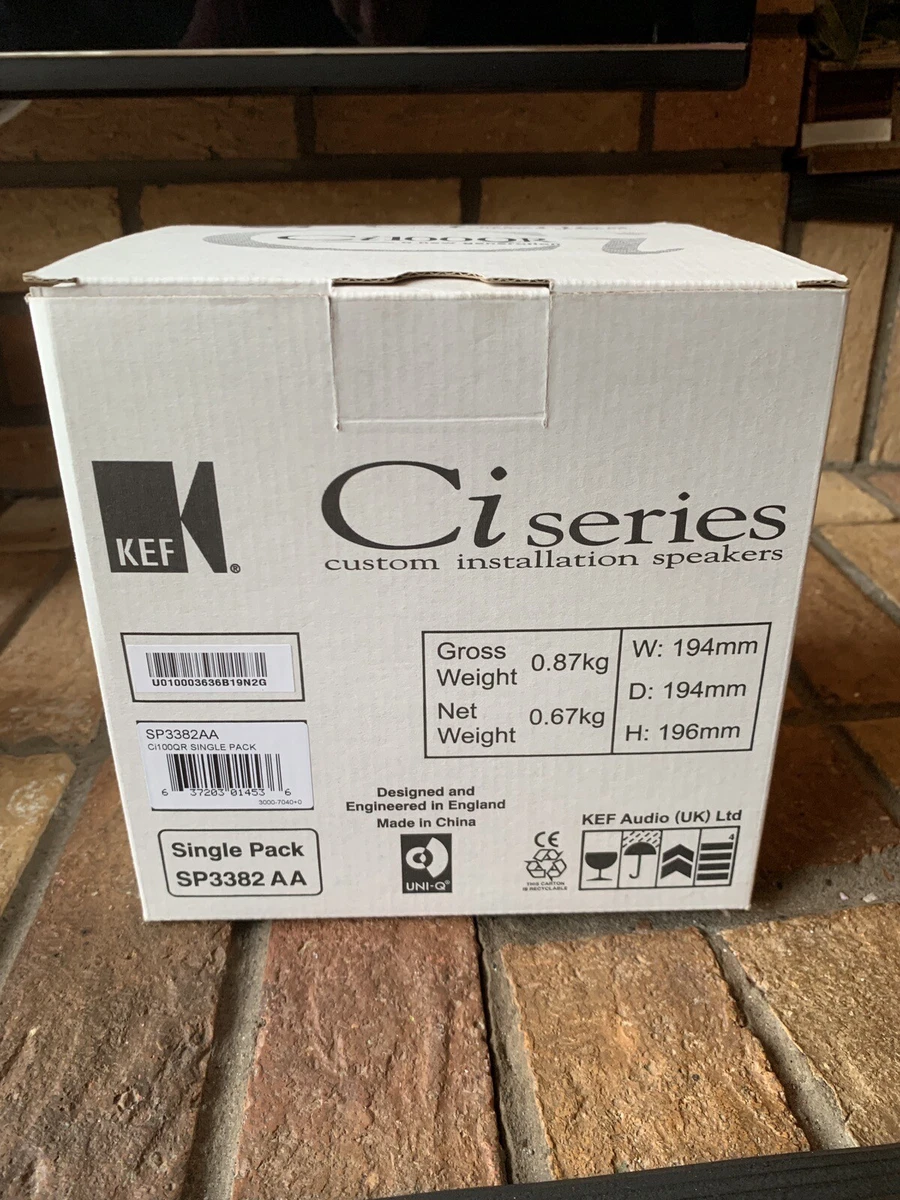 Ci100QR
KEF®
Ci series
custom installation speakers
Gross Weight 0.87kg
Net Weight 0.67kg
W: 194mm
D: 194mm
H: 196mm
U010003636B19N2G
SP3382AA
Ci100QR SINGLE PACK
6 37203 01453 6
3000-7040+0
Single Pack
SP3382 AA
Designed and
Engineered in England
Made in China
UNI-Q®
CE
THIS CARTON
IS RECYCLABLE
KEF Audio (UK) Ltd
4